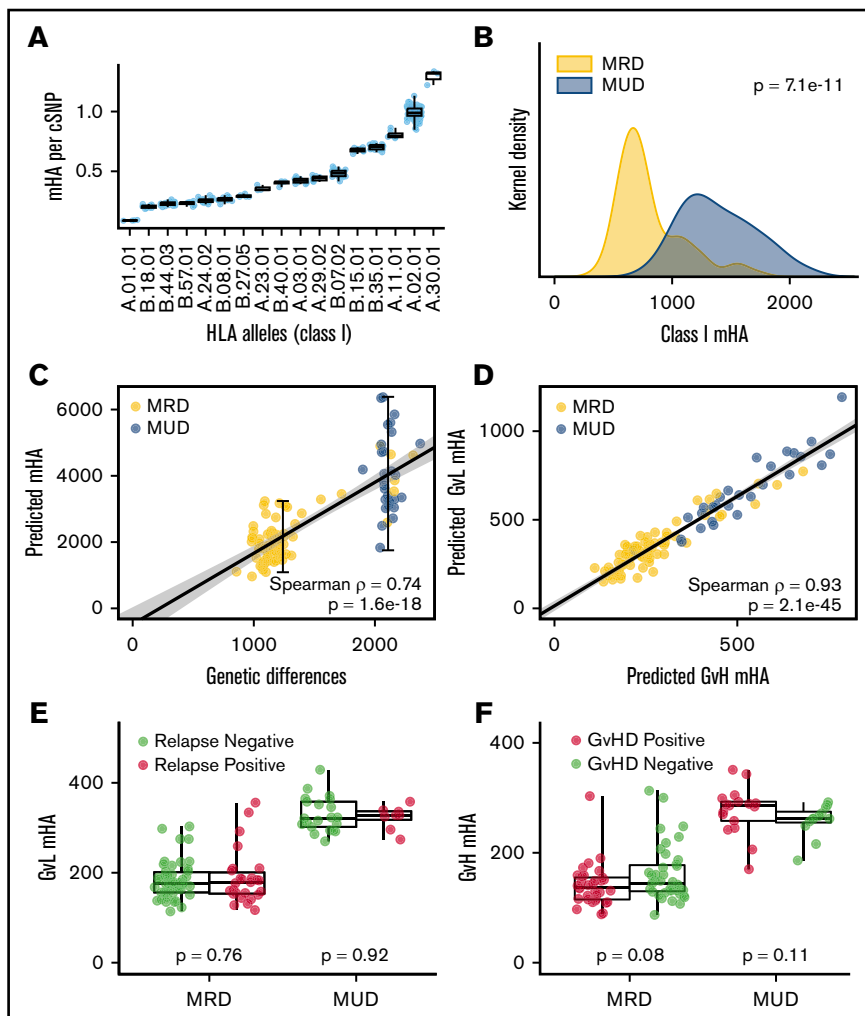 A
mHA per cSNP
1.0
0.5
A.01.01
B.18.01
B.44.03
B.57.01
A.24.02
B.08.01
B.27.05
A.23.01
B.40.01
A.03.01
A.29.02
B.07.02
B.15.01
B.35.01
A.11.01
A.02.01
A.30.01
HLA alleles (class I)
B
MRD
MUD
p = 7.1e-11
Kernel density
0 1000 2000
Class I mHA
C
MRD
MUD
Predicted mHA
6000
4000
2000
0
Spearman ρ = 0.74
p = 1.6e-18
0 1000 2000
Genetic differences
D
MRD
MUD
Predicted GvL mHA
1000
500
0
Spearman ρ = 0.93
p = 2.1e-45
0 500
Predicted GvH mHA
E
Relapse Negative
Relapse Positive
GvL mHA
400
200
0
p = 0.76 p = 0.92
MRD MUD
F
GvHD Positive
GvHD Negative
GvH mHA
400
200
0
p = 0.08 p = 0.11
MRD MUD